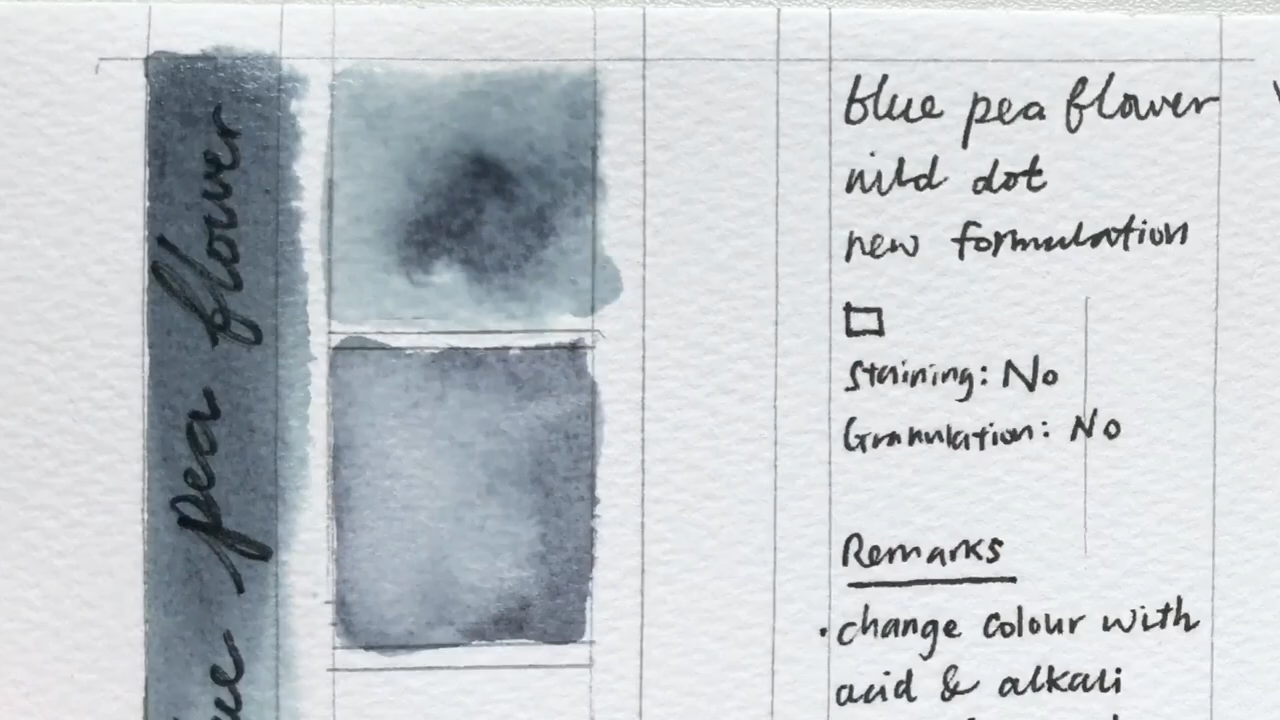 blue pea flower
blue pea flower
wild dot
new formulation
Staining: No
Granulation: No
Remarks
· change colour with
acid & alkali